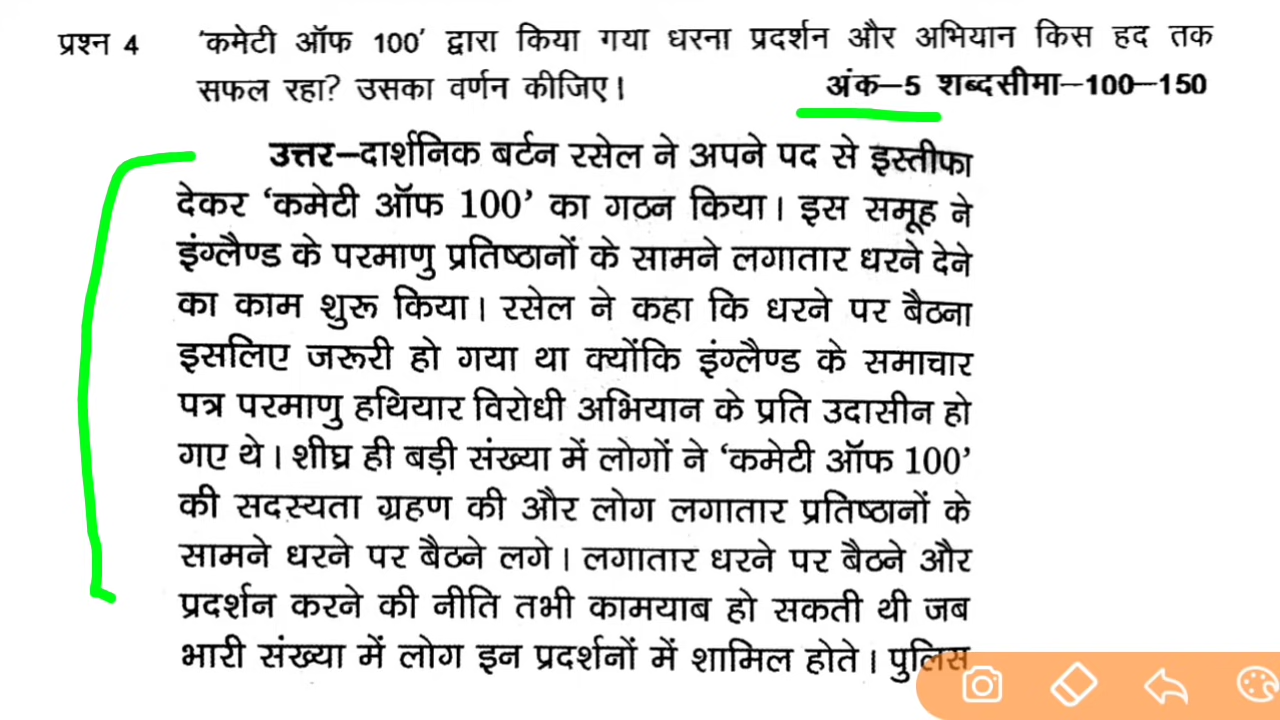 प्रश्न 4 'कमेटी ऑफ 100' द्वारा किया गया धरना प्रदर्शन और अभियान किस हद तक
सफल रहा? उसका वर्णन कीजिए। अंक–5 शब्दसीमा–100–150
उत्तर–दार्शनिक बर्टन रसेल ने अपने पद से इस्तीफा
देकर 'कमेटी ऑफ 100' का गठन किया। इस समूह ने
इंग्लैण्ड के परमाणु प्रतिष्ठानों के सामने लगातार धरने देने
का काम शुरू किया। रसेल ने कहा कि धरने पर बैठना
इसलिए जरूरी हो गया था क्योंकि इंग्लैण्ड के समाचार
पत्र परमाणु हथियार विरोधी अभियान के प्रति उदासीन हो
गए थे। शीघ्र ही बड़ी संख्या में लोगों ने 'कमेटी ऑफ 100'
की सदस्यता ग्रहण की और लोग लगातार प्रतिष्ठानों के
सामने धरने पर बैठने लगे। लगातार धरने पर बैठने और
प्रदर्शन करने की नीति तभी कामयाब हो सकती थी जब
भारी संख्या में लोग इन प्रदर्शनों में शामिल होते। पुलिस